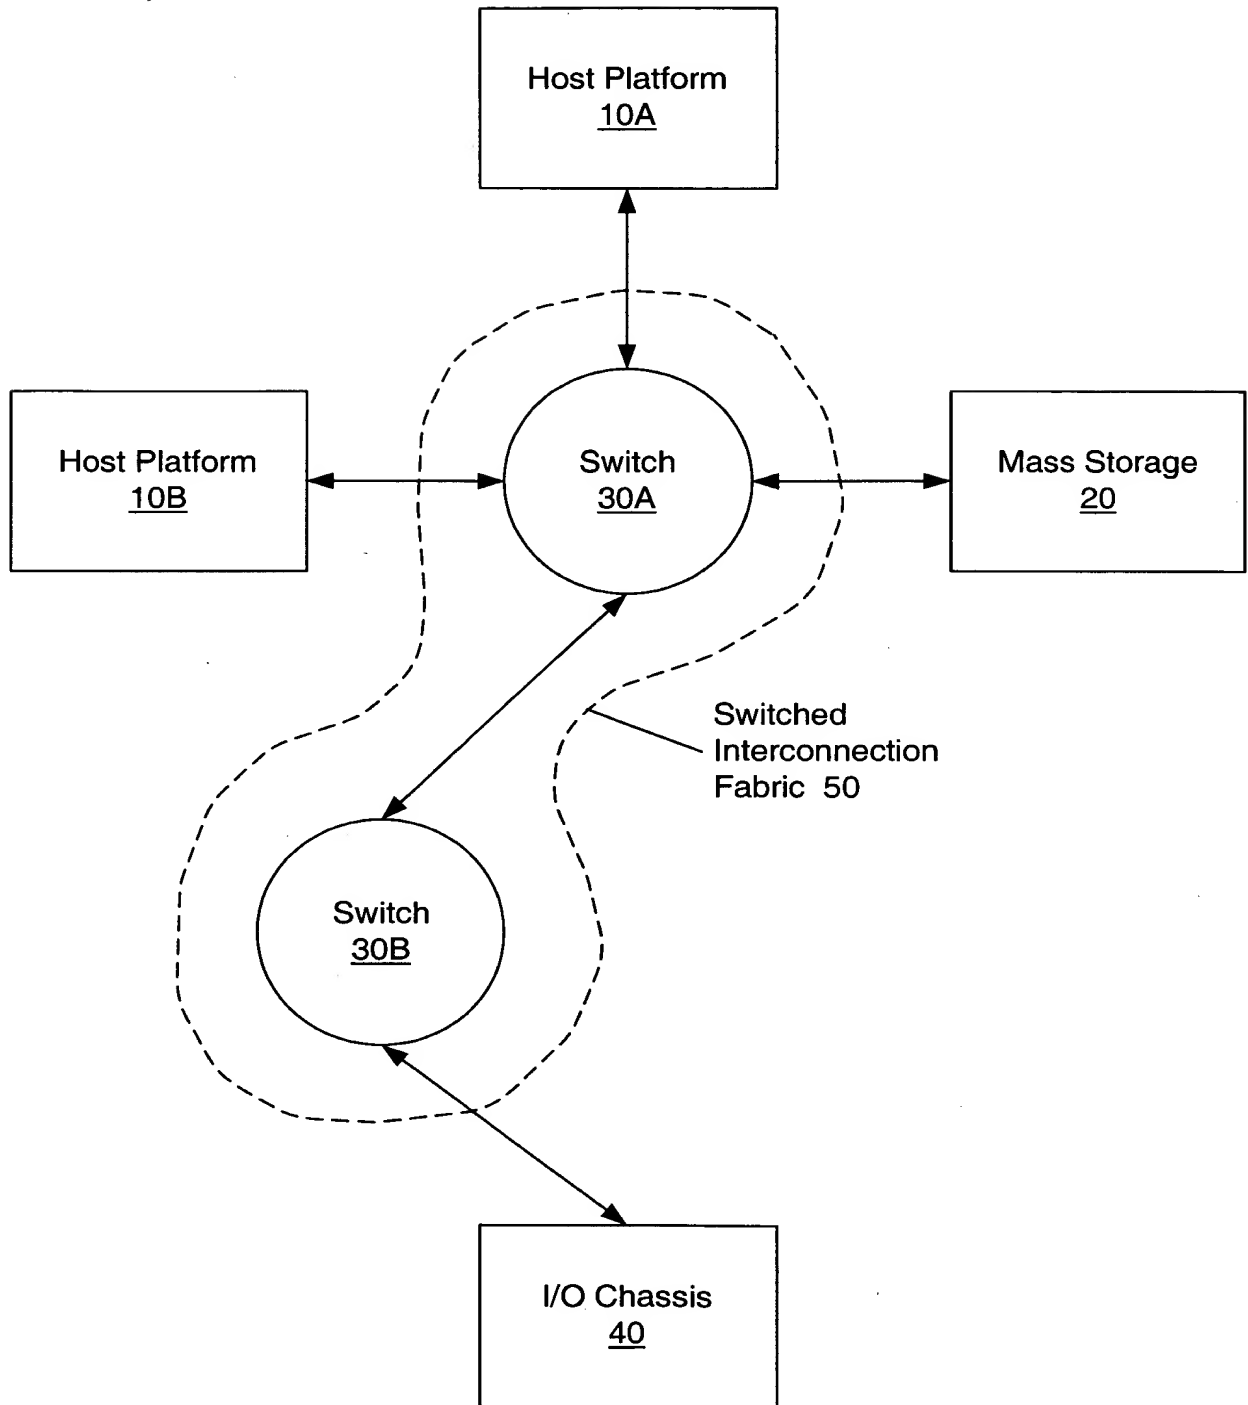 Host Platform
10A
Host Platform
10B
Switch
30A
Mass Storage
20
Switched
Interconnection
Fabric 50
Switch
30B
I/O Chassis
40